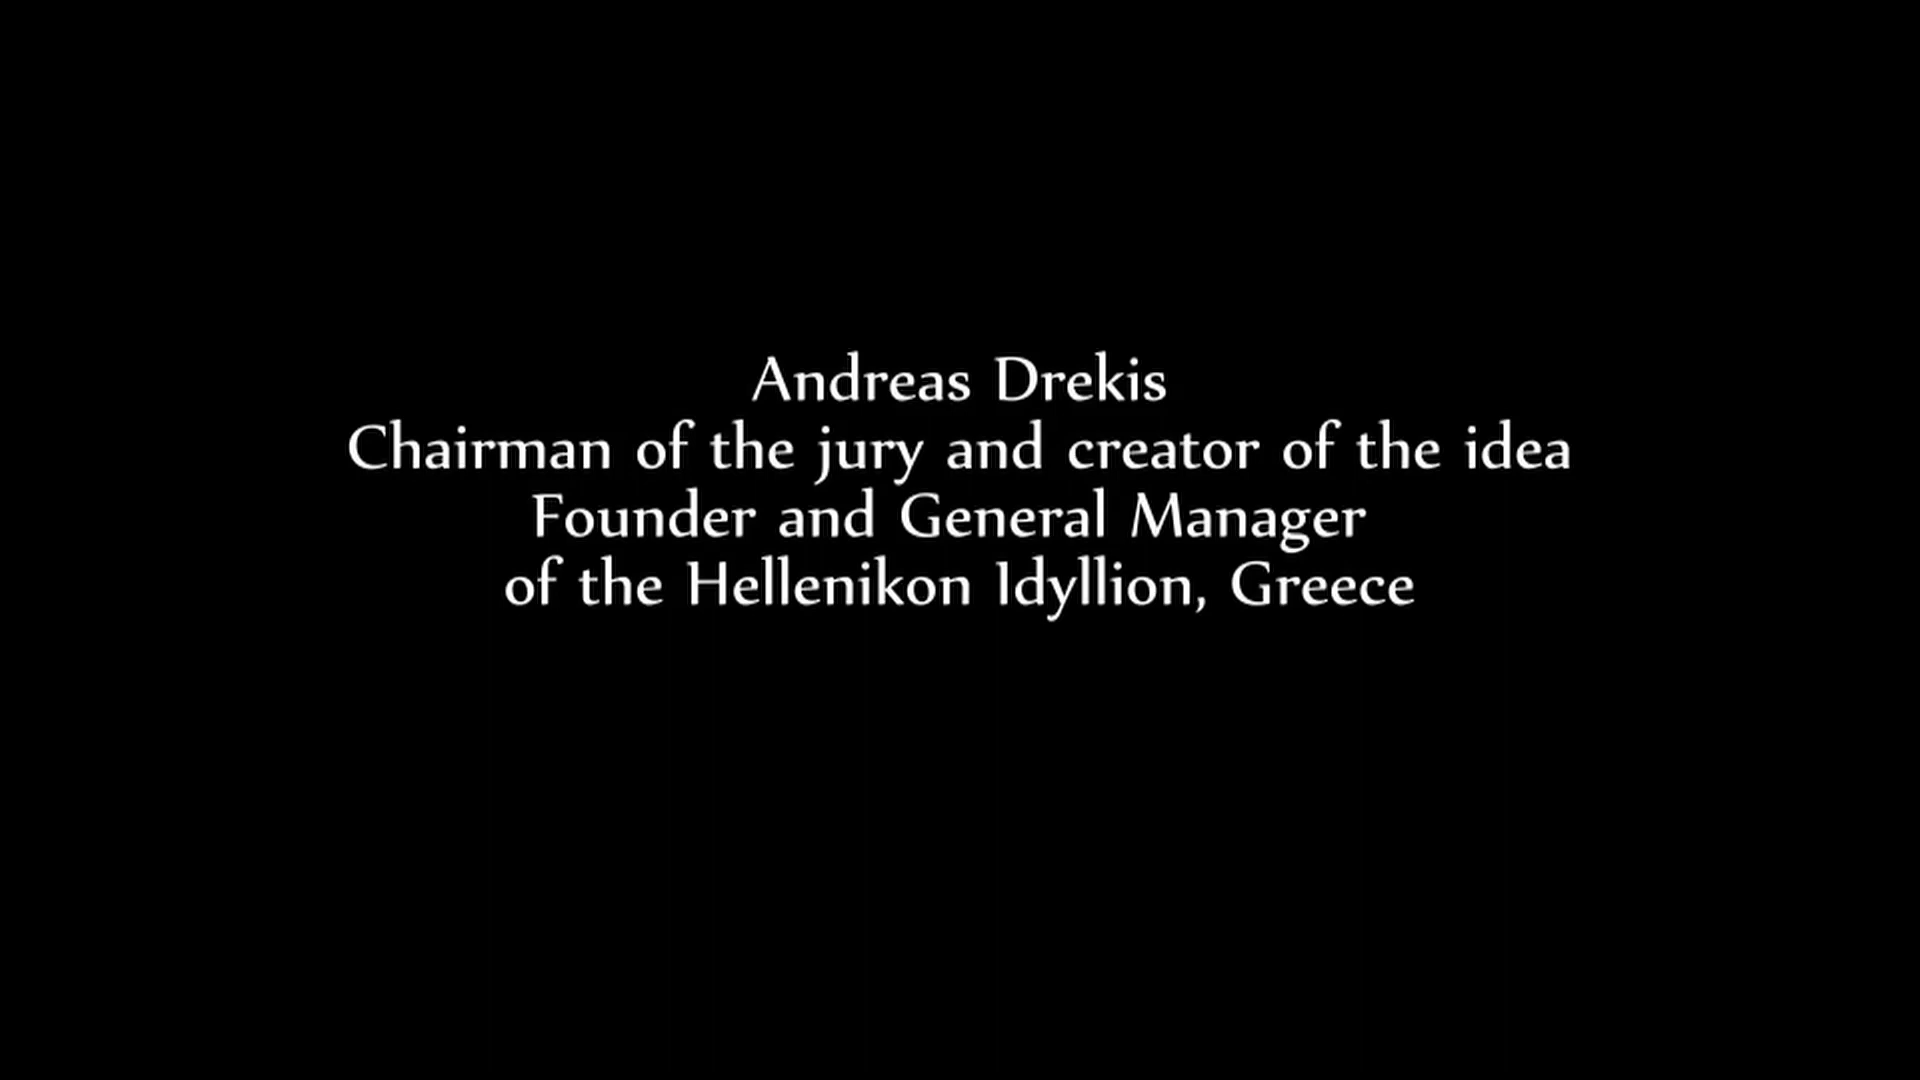 Andreas Drekis
Chairman of the jury and creator of the idea
Founder and General Manager
of the Hellenikon Idyllion, Greece